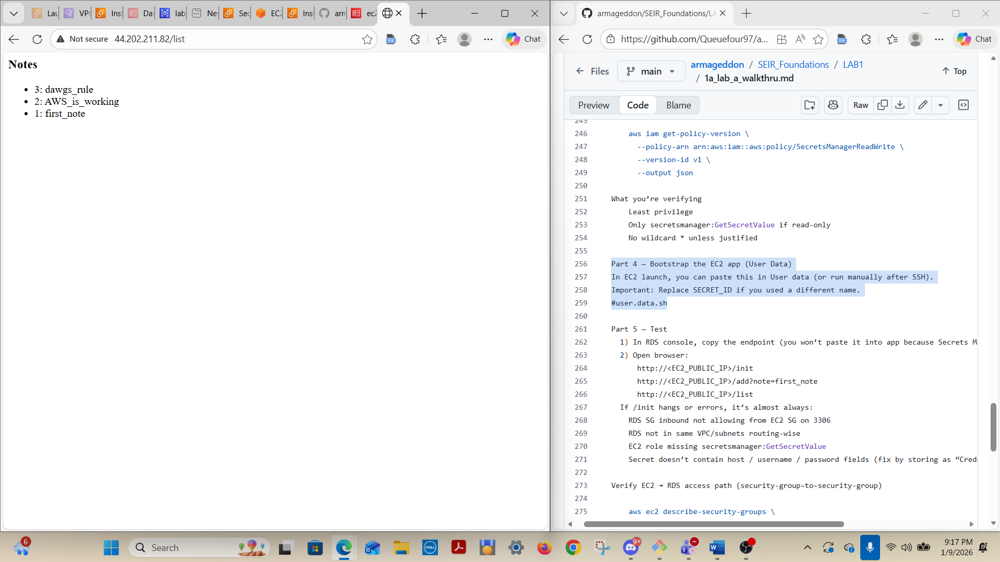 Lau
VPC
Inst
Das
lab
Ne
Sec
EC2
Inst
arn
ec2
armageddon/SEIR_Foundations/LA
Not secure
44.202.211.82/list
Chat
https://github.com/Queuefour97/a...
Chat
Notes
3: dawgs_rule
2: AWS_is_working
1: first_note
Files
main
armageddon / SEIR_Foundations / LAB1
/ 1a_lab_a_walkthru.md
Top
Preview
Code
Blame
Raw
245
246 aws iam get-policy-version \
247 --policy-arn arn:aws:iam::aws:policy/SecretsManagerReadWrite \
248 --version-id v1 \
249 --output json
250
251 What you’re verifying
252 Least privilege
253 Only secretsmanager:GetSecretValue if read-only
254 No wildcard * unless justified
255
256 Part 4 — Bootstrap the EC2 app (User Data)
257 In EC2 launch, you can paste this in User data (or run manually after SSH).
258 Important: Replace SECRET_ID if you used a different name.
259 #user.data.sh
260
261 Part 5 — Test
262 1) In RDS console, copy the endpoint (you won’t paste it into app because Secrets M
263 2) Open browser:
264 http://<EC2_PUBLIC_IP>/init
265 http://<EC2_PUBLIC_IP>/add?note=first_note
266 http://<EC2_PUBLIC_IP>/list
267 If /init hangs or errors, it’s almost always:
268 RDS SG inbound not allowing from EC2 SG on 3306
269 RDS not in same VPC/subnets routing-wise
270 EC2 role missing secretsmanager:GetSecretValue
271 Secret doesn’t contain host / username / password fields (fix by storing as “Cred
272
273 Verify EC2 → RDS access path (security-group–to–security-group)
274
275 aws ec2 describe-security-groups \
6
Search
DELL
9+
9:17 PM
1/9/2026